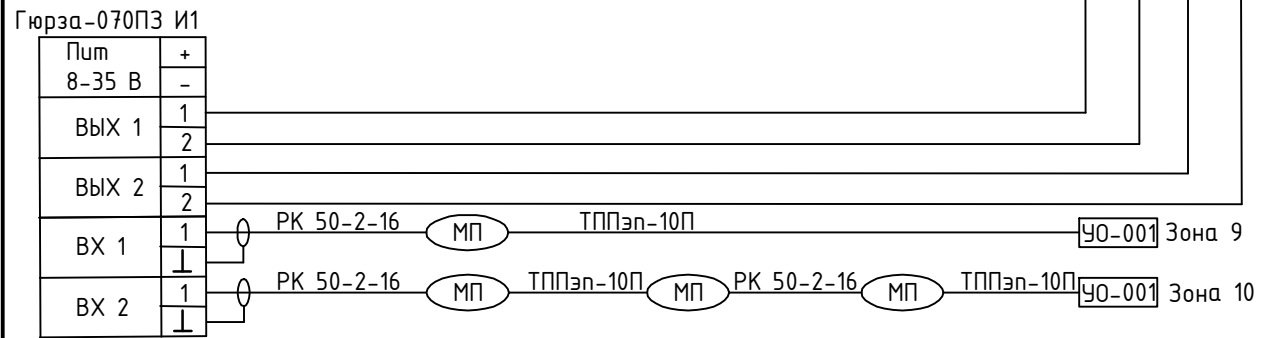 Гюрза-070ПЗ И1
Пит +
8-35 В -
ВЫХ 1 1
2
ВЫХ 2 1
2
ВХ 1 1 РК 50-2-16 МП ТППэп-10П УО-001 Зона 9
⊥
ВХ 2 1 РК 50-2-16 МП ТППэп-10П МП РК 50-2-16 МП ТППэп-10П УО-001 Зона 10
⊥